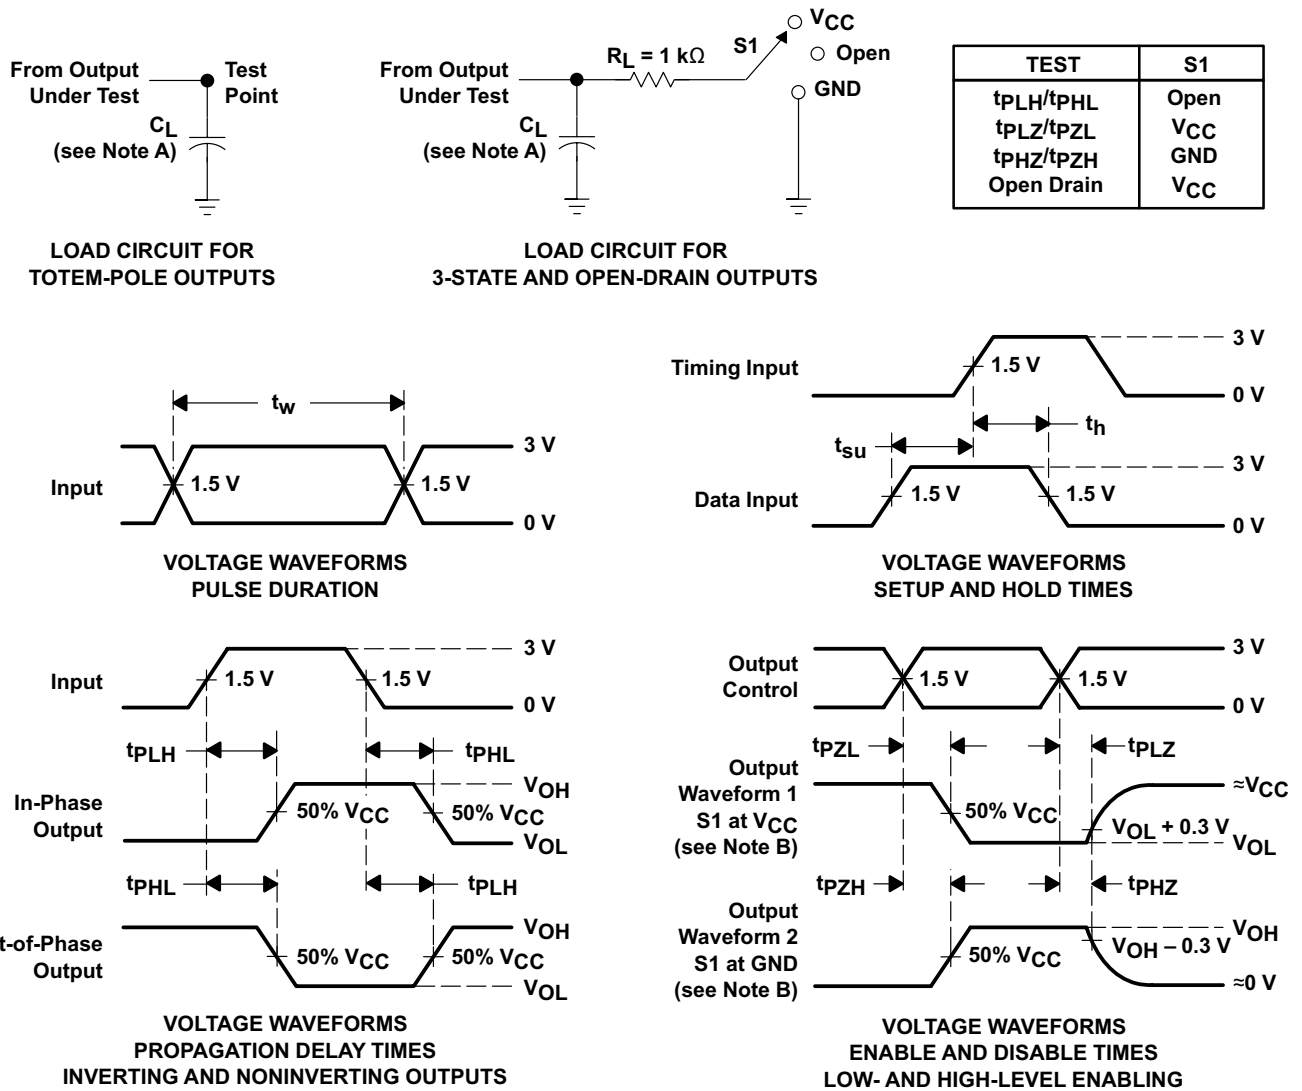 From Output
Under Test
Test
Point
CL
(see Note A)
LOAD CIRCUIT FOR
TOTEM-POLE OUTPUTS
From Output
Under Test
RL = 1 kΩ
S1
VCC
Open
GND
CL
(see Note A)
LOAD CIRCUIT FOR
3-STATE AND OPEN-DRAIN OUTPUTS
TEST S1
tPLH/tPHL Open
tPLZ/tPZL VCC
tPHZ/tPZH GND
Open Drain VCC
tw
3 V
Input
1.5 V 1.5 V
0 V
VOLTAGE WAVEFORMS
PULSE DURATION
3 V
Timing Input
1.5 V
0 V
th
tsu
3 V
Data Input
1.5 V 1.5 V
0 V
VOLTAGE WAVEFORMS
SETUP AND HOLD TIMES
3 V
Input
1.5 V 1.5 V
0 V
tPLH tPHL
VOH
In-Phase
Output
50% VCC 50% VCC
VOL
tPHL tPLH
VOH
t-of-Phase
Output
50% VCC 50% VCC
VOL
VOLTAGE WAVEFORMS
PROPAGATION DELAY TIMES
INVERTING AND NONINVERTING OUTPUTS
3 V
Output
Control
1.5 V 1.5 V
0 V
tPZL tPLZ
Output
Waveform 1
S1 at VCC
(see Note B)
≈VCC
50% VCC
VOL + 0.3 V
VOL
tPZH tPHZ
Output
Waveform 2
S1 at GND
(see Note B)
VOH
50% VCC
VOH − 0.3 V
≈0 V
VOLTAGE WAVEFORMS
ENABLE AND DISABLE TIMES
LOW- AND HIGH-LEVEL ENABLING